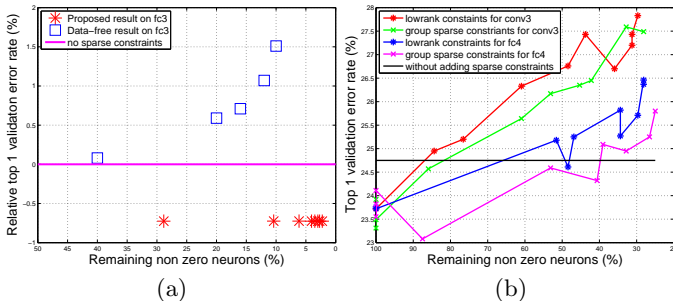 Proposed result on fc3
Data-free result on fc3
no sparse constraints
Relative top 1 validation error rate (%)
2
1.5
1
0.5
0
−0.5
−1
50 45 40 35 30 25 20 15 10 5 0
Remaining non zero neurons (%)
(a)
lowrank constaints for conv3
group sparse constriants for conv3
lowrank constaints for fc4
group sparse constraints for fc4
without adding sparse constraints
Top 1 validation error rate (%)
28
27.5
27
26.5
26
25.5
25
24.5
24
23.5
23
100 90 80 70 60 50 40 30 20
Remaining non zero neurons (%)
(b)